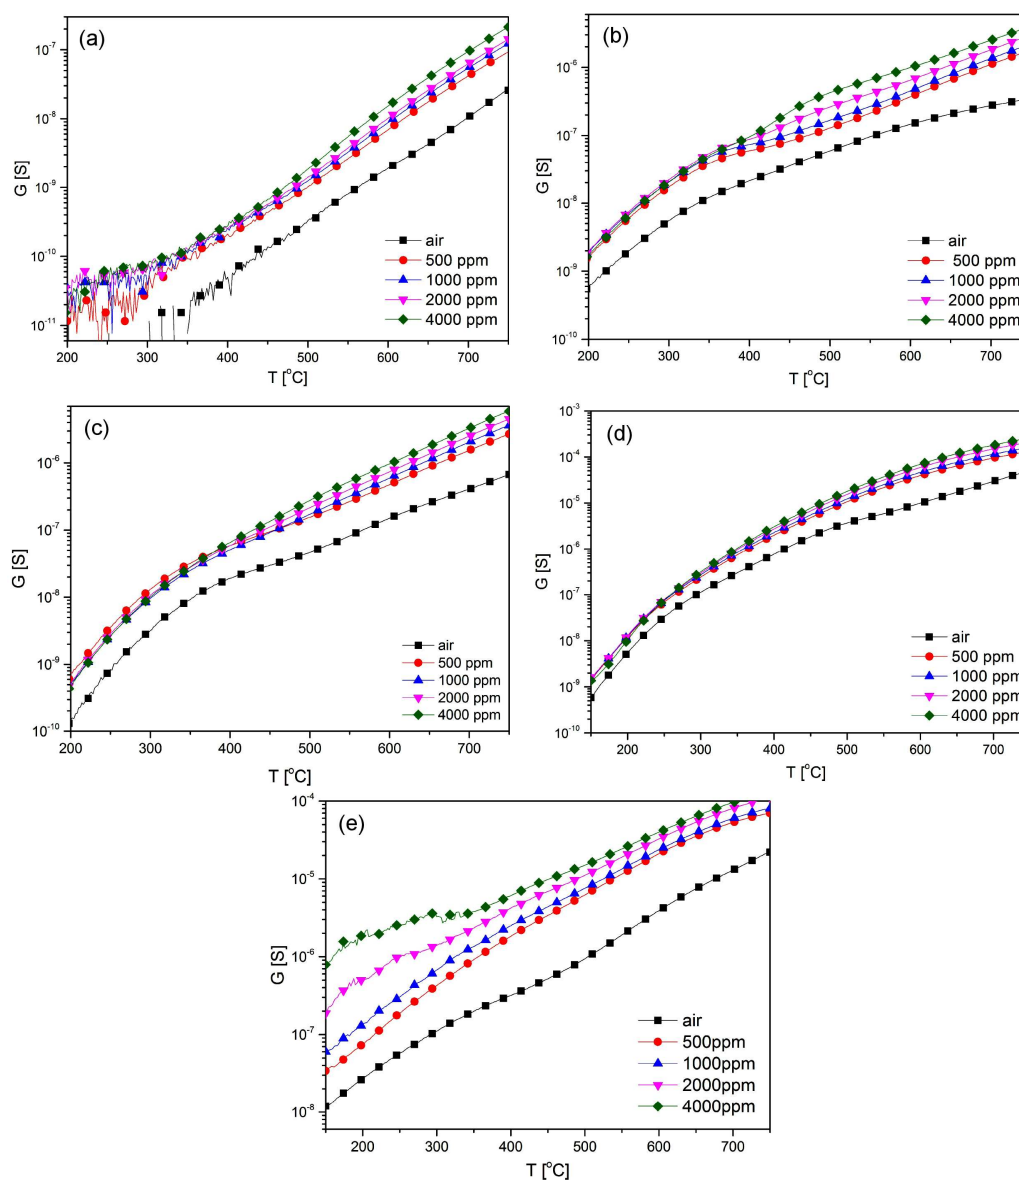 (a)
10⁻⁷
10⁻⁸
10⁻⁹
10⁻¹⁰
10⁻¹¹
G [S]
air
500 ppm
1000 ppm
2000 ppm
4000 ppm
200 300 400 500 600 700
T [°C]
(b)
10⁻⁶
10⁻⁷
10⁻⁸
10⁻⁹
10⁻¹⁰
G [S]
air
500 ppm
1000 ppm
2000 ppm
4000 ppm
200 300 400 500 600 700
T [°C]
(c)
10⁻⁶
10⁻⁷
10⁻⁸
10⁻⁹
10⁻¹⁰
G [S]
air
500 ppm
1000 ppm
2000 ppm
4000 ppm
200 300 400 500 600 700
T [°C]
(d)
10⁻³
10⁻⁴
10⁻⁵
10⁻⁶
10⁻⁷
10⁻⁸
10⁻⁹
10⁻¹⁰
G [S]
air
500 ppm
1000 ppm
2000 ppm
4000 ppm
200 300 400 500 600 700
T [°C]
(e)
10⁻⁴
10⁻⁵
10⁻⁶
10⁻⁷
10⁻⁸
G [S]
air
500ppm
1000ppm
2000ppm
4000ppm
200 300 400 500 600 700
T [°C]